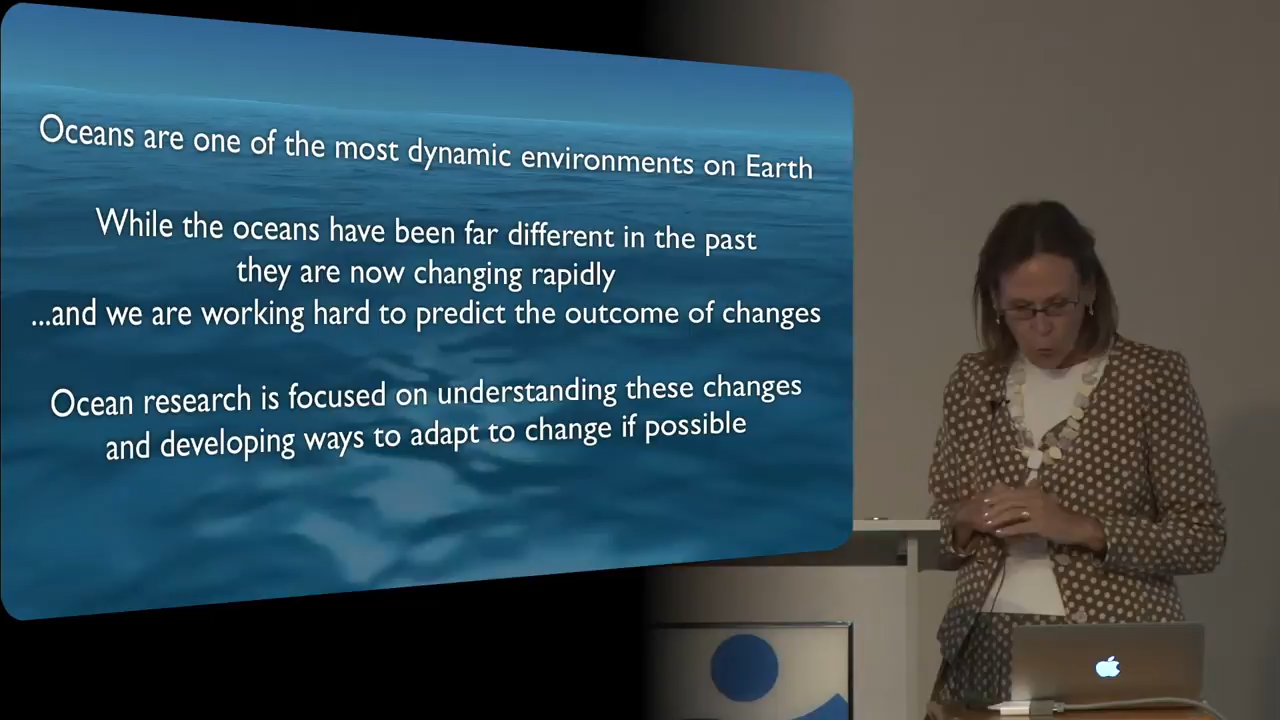 Oceans are one of the most dynamic environments on Earth
While the oceans have been far different in the past
they are now changing rapidly
...and we are working hard to predict the outcome of changes
Ocean research is focused on understanding these changes
and developing ways to adapt to change if possible